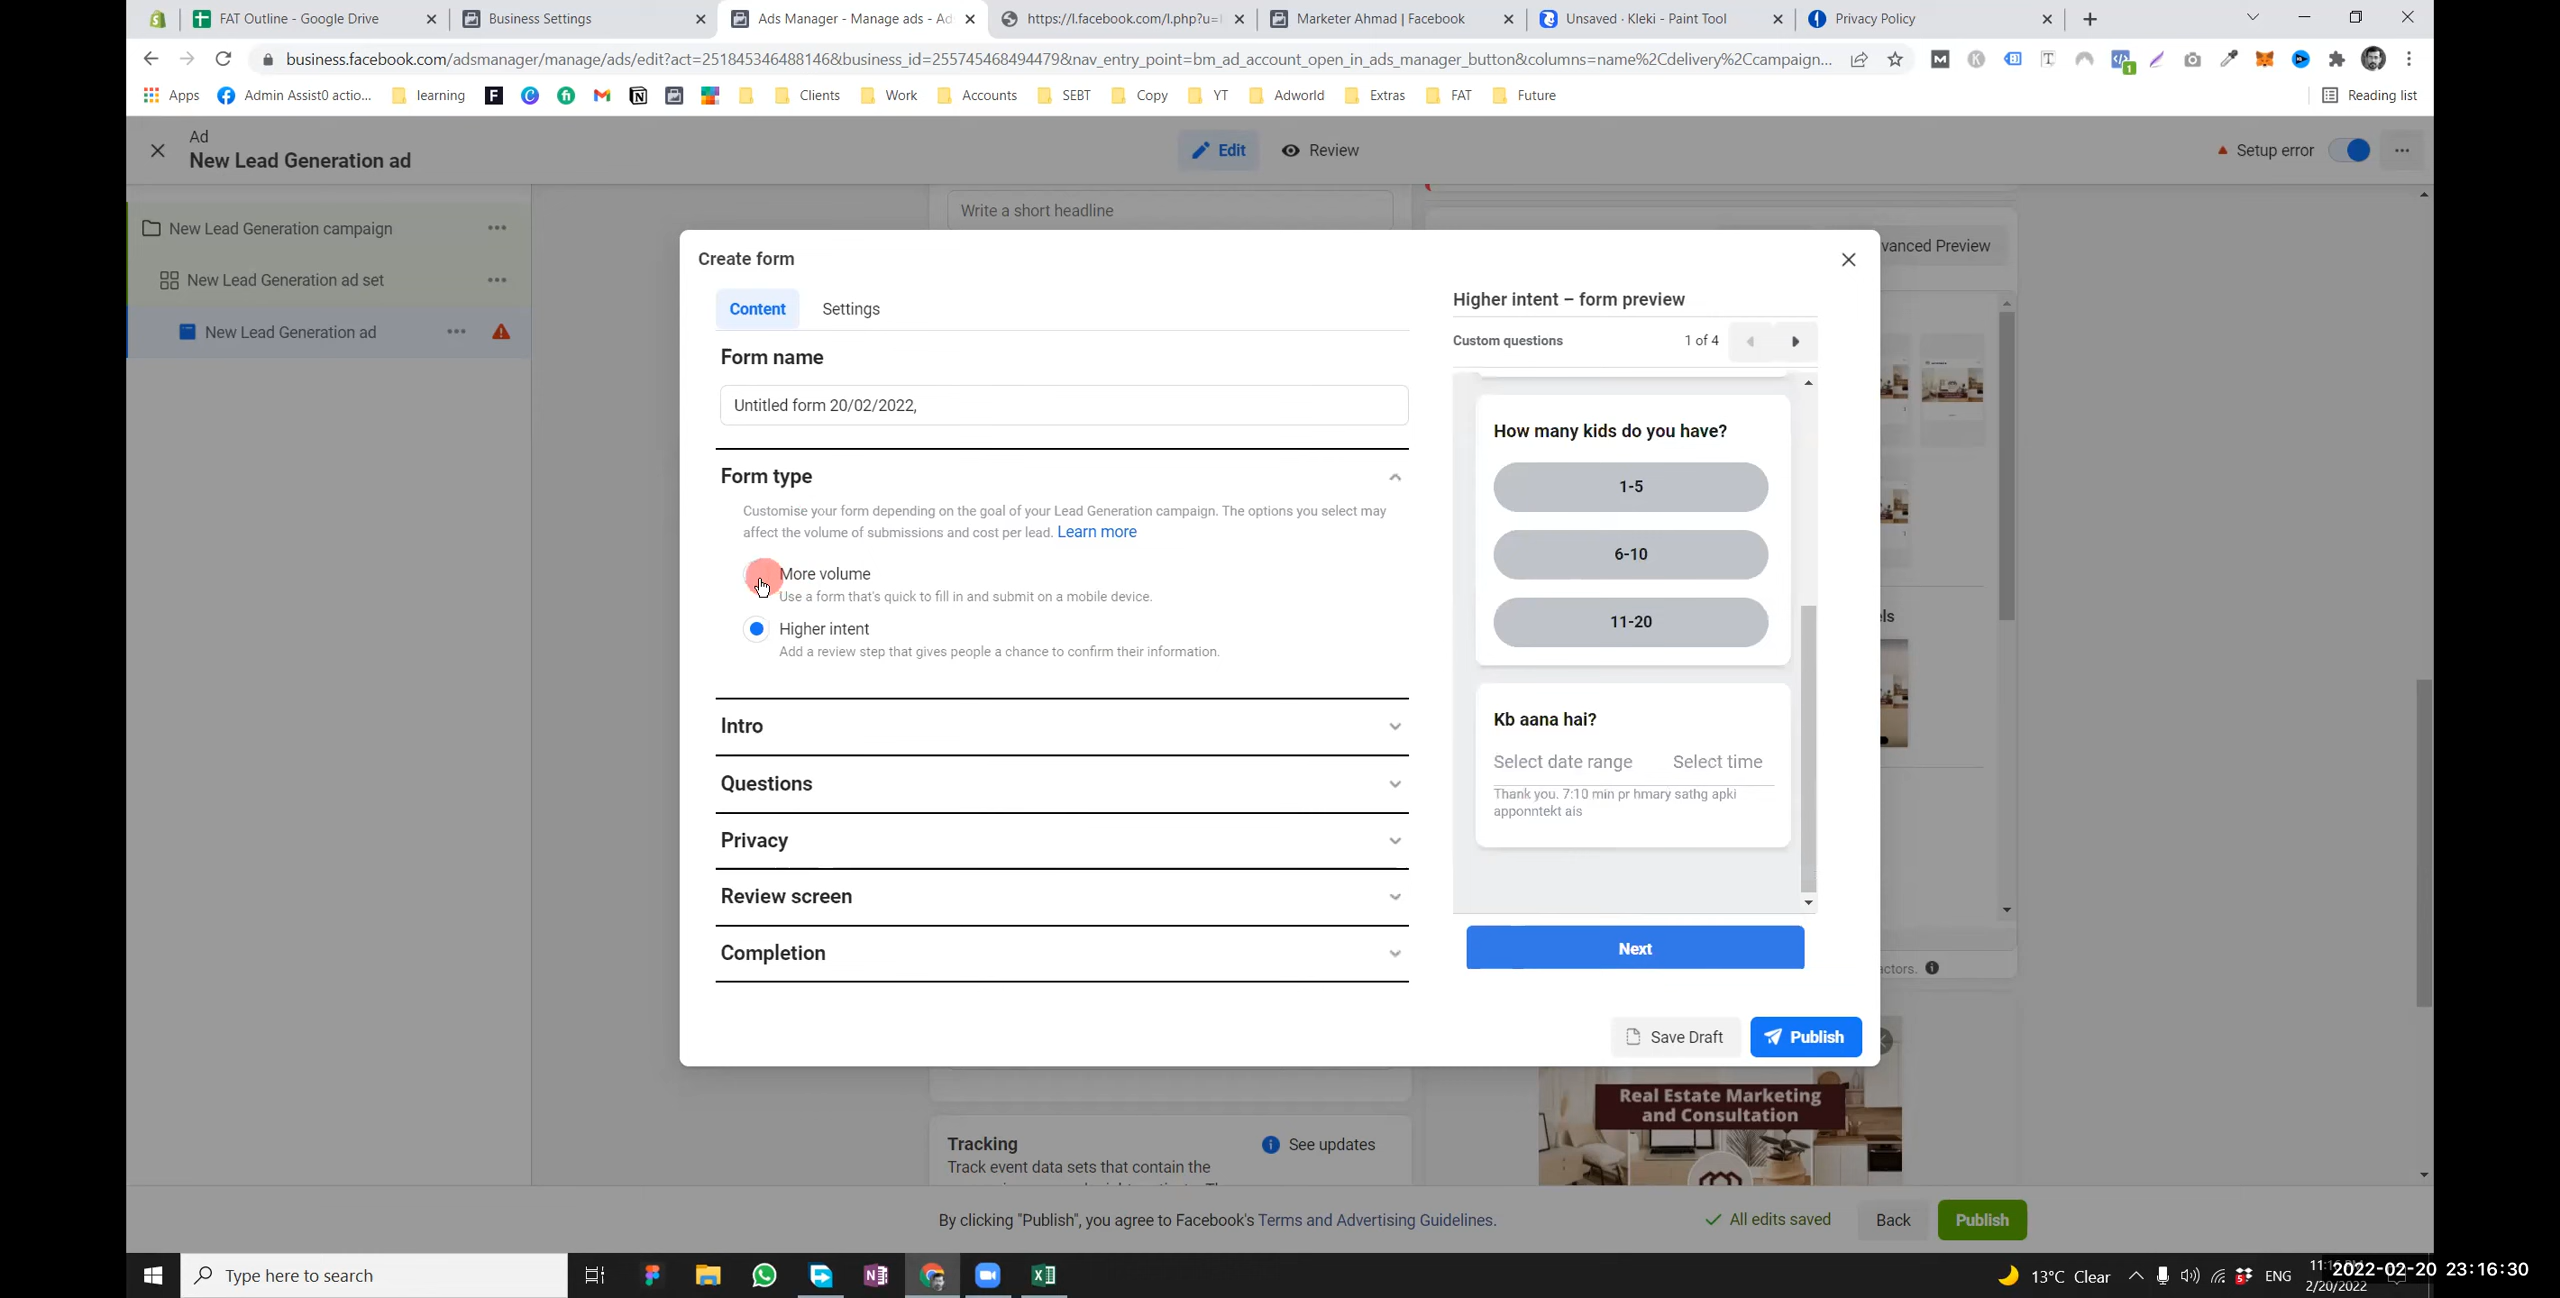 FAT Outline - Google Drive
Business Settings
Ads Manager - Manage ads - Ad
https://l.facebook.com/l.php?u=
Marketer Ahmad | Facebook
Unsaved · Kleki - Paint Tool
Privacy Policy
business.facebook.com/adsmanager/manage/ads/edit?act=251845346488146&business_id=255745468494479&nav_entry_point=bm_ad_account_open_in_ads_manager_button&columns=name%2Cdelivery%2Ccampaign...
Apps
Admin Assist0 actio...
learning
Clients
Work
Accounts
SEBT
Copy
YT
Adworld
Extras
FAT
Future
Reading list
Ad
New Lead Generation ad
Edit
Review
Setup error
New Lead Generation campaign
New Lead Generation ad set
New Lead Generation ad
Write a short headline
vanced Preview
Create form
Content
Settings
Form name
Untitled form 20/02/2022,
Form type
Customise your form depending on the goal of your Lead Generation campaign. The options you select may
affect the volume of submissions and cost per lead. Learn more
More volume
Use a form that's quick to fill in and submit on a mobile device.
Higher intent
Add a review step that gives people a chance to confirm their information.
Intro
Questions
Privacy
Review screen
Completion
Higher intent – form preview
Custom questions
1 of 4
How many kids do you have?
1-5
6-10
11-20
Kb aana hai?
Select date range
Select time
Thank you. 7:10 min pr hmary sathg apki
apponntekt ais
Next
Save Draft
Publish
els
actors.
Real Estate Marketing
and Consultation
Tracking
See updates
Track event data sets that contain the
By clicking "Publish", you agree to Facebook's Terms and Advertising Guidelines.
All edits saved
Back
Publish
Type here to search
13°C Clear
ENG
2/20/2022
2022-02-20 23:16:30